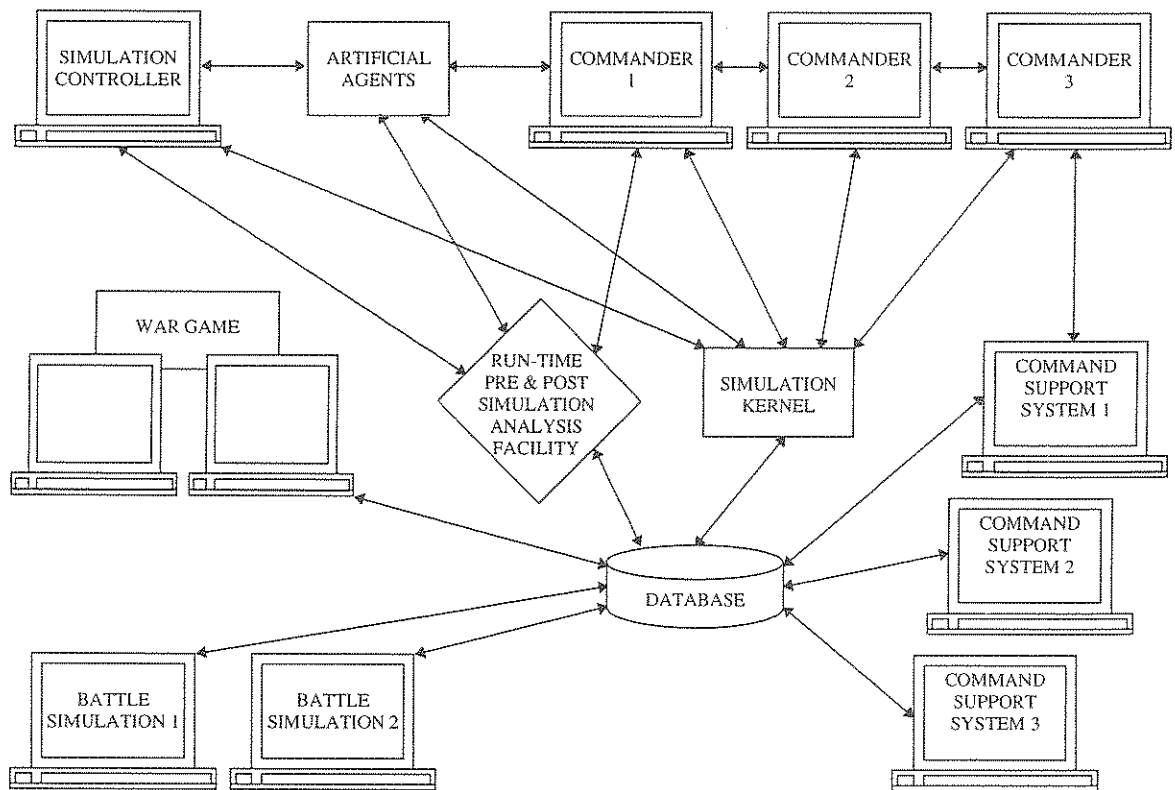 SIMULATION
CONTROLLER
ARTIFICIAL
AGENTS
COMMANDER
1
COMMANDER
2
COMMANDER
3
WAR GAME
RUN-TIME
PRE & POST
SIMULATION
ANALYSIS
FACILITY
SIMULATION
KERNEL
COMMAND
SUPPORT
SYSTEM 1
COMMAND
SUPPORT
SYSTEM 2
DATABASE
BATTLE
SIMULATION 1
BATTLE
SIMULATION 2
COMMAND
SUPPORT
SYSTEM 3